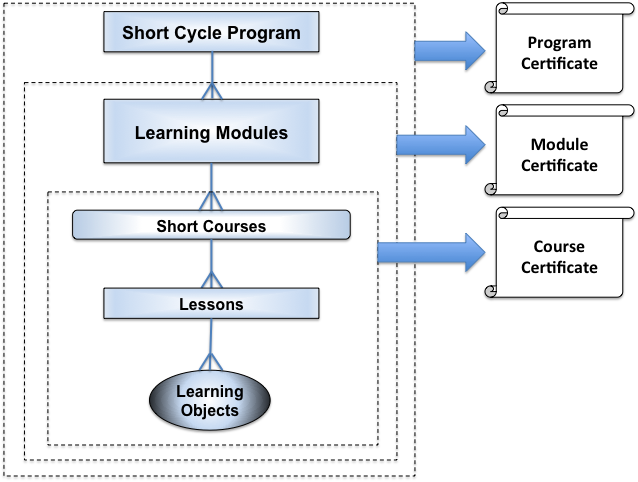 Short Cycle Program
Program
Certificate
Learning Modules
Module
Certificate
Short Courses
Course
Certificate
Lessons
Learning
Objects